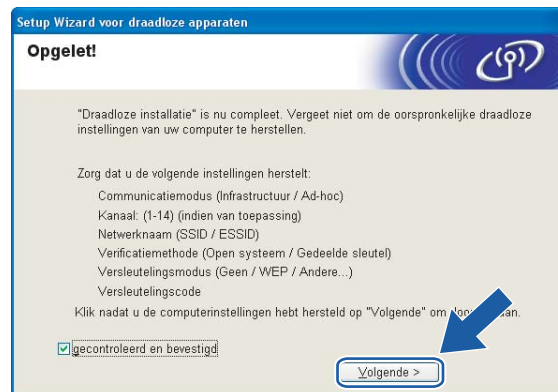 Setup Wizard voor draadloze apparaten
Opgelet!
"Draadloze installatie" is nu compleet. Vergeet niet om de oorspronkelijke draadloze
instellingen van uw computer te herstellen.
Zorg dat u de volgende instellingen herstelt:
Communicatiemodus (Infrastructuur / Ad-hoc)
Kanaal: (1-14) (indien van toepassing)
Netwerknaam (SSID / ESSID)
Verificatiemethode (Open systeem / Gedeelde sleutel)
Versleutelingsmodus (Geen / WEP / Andere...)
Versleutelingscode
Klik nadat u de computerinstellingen hebt hersteld op "Volgende" om
gecontroleerd en bevestigd
Volgende >